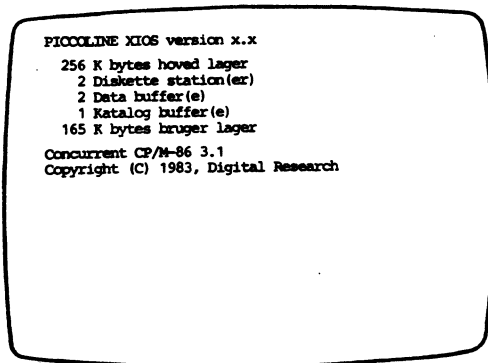 PICCOLINE XIOS version x.x
256 K bytes hoved lager
2 Diskette station(er)
2 Data buffer(e)
1 Katalog buffer(e)
165 K bytes bruger lager
Concurrent CP/M-86 3.1
Copyright (C) 1983, Digital Research